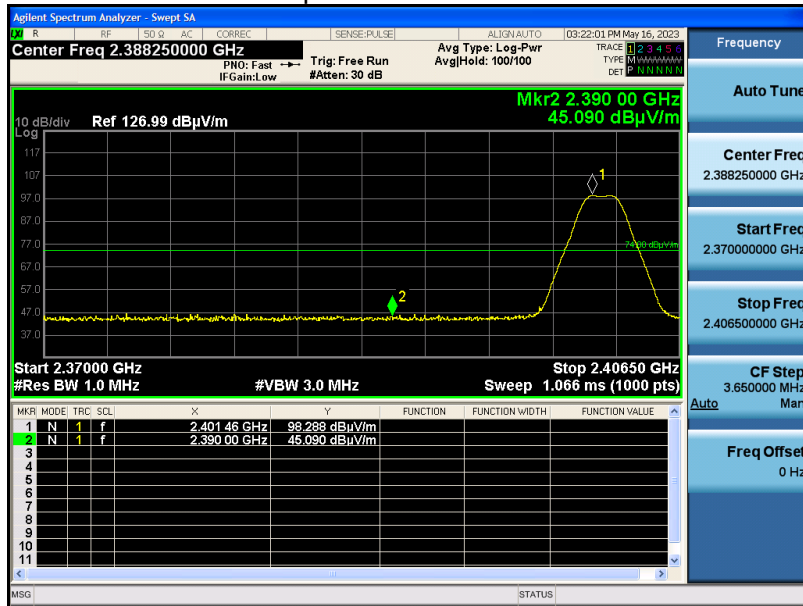 Agilent Spectrum Analyzer - Swept SA
LXI R RF 50 Ω AC CORREC SENSE:PULSE ALIGN AUTO 03:22:01 PM May 16, 2023
Center Freq 2.388250000 GHz
PNO: Fast
IFGain:Low
Trig: Free Run
#Atten: 30 dB
Avg Type: Log-Pwr
Avg|Hold: 100/100
TRACE 1 2 3 4 5 6
TYPE M
DET P N N N N N
Mkr2 2.390 00 GHz
45.090 dBµV/m
10 dB/div Ref 126.99 dBµV/m
Log
117
107
97.0
87.0
77.0
67.0
57.0
47.0
37.0
1
2
74.00 dBµV/m
Start 2.37000 GHz Stop 2.40650 GHz
#Res BW 1.0 MHz #VBW 3.0 MHz Sweep 1.066 ms (1000 pts)
MKR MODE TRC SCL X Y FUNCTION FUNCTION WIDTH FUNCTION VALUE
1 N 1 f 2.401 46 GHz 98.288 dBµV/m
2 N 1 f 2.390 00 GHz 45.090 dBµV/m
3
4
5
6
7
8
9
10
11
MSG STATUS
Frequency
Auto Tune
Center Freq
2.388250000 GHz
Start Freq
2.370000000 GHz
Stop Freq
2.406500000 GHz
CF Step
3.650000 MHz
Auto Man
Freq Offset
0 Hz